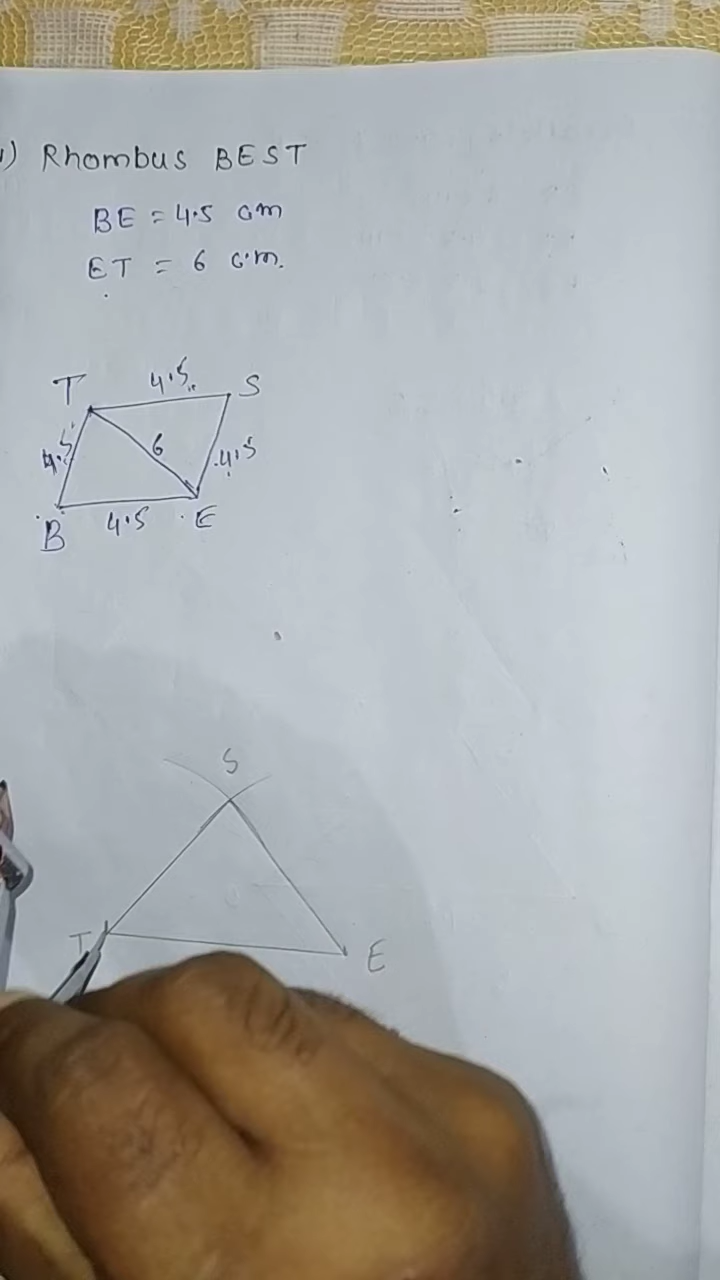 ) Rhombus BEST
BE = 4.5 cm
ET = 6 cm.
T 4.5 S
4.5 6 4.5
B 4.5 E
S
T E